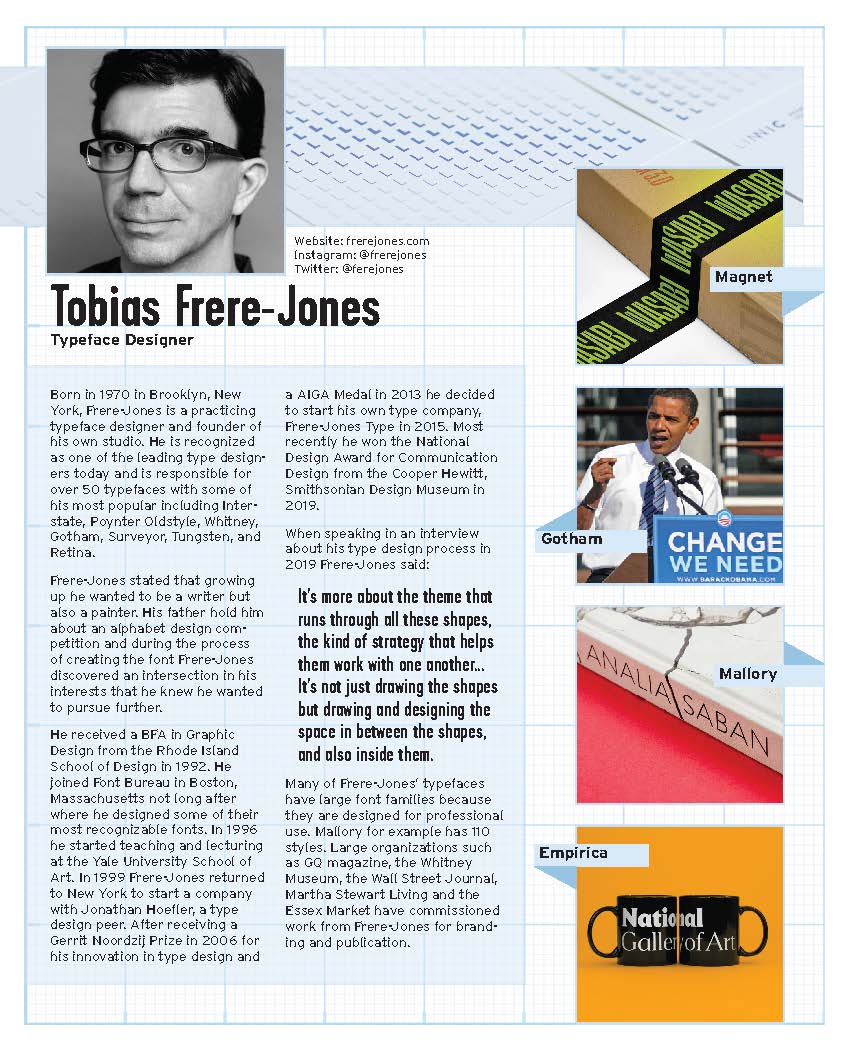 Website: frerejones.com
Instagram: @frerejones
Twitter: @ferejones
Tobias Frere-Jones
Typeface Designer
Born in 1970 in Brooklyn, New
York, Frere-Jones is a practicing
typeface designer and founder of
his own studio. He is recognized
as one of the leading type design-
ers today and is responsible for
over 50 typefaces with some of
his most popular including Inter-
state, Poynter Oldstyle, Whitney,
Gotham, Surveyor, Tungsten, and
Retina.
Frere-Jones stated that growing
up he wanted to be a writer but
also a painter. His father hold him
about an alphabet design com-
petition and during the process
of creating the font Frere-Jones
discovered an intersection in his
interests that he knew he wanted
to pursue further.
He received a BFA in Graphic
Design from the Rhode Island
School of Design in 1992. He
joined Font Bureau in Boston,
Massachusetts not long after
where he designed some of their
most recognizable fonts. In 1996
he started teaching and lecturing
at the Yale University School of
Art. In 1999 Frere-Jones returned
to New York to start a company
with Jonathan Hoefler, a type
design peer. After receiving a
Gerrit Noordzij Prize in 2006 for
his innovation in type design and
a AIGA Medal in 2013 he decided
to start his own type company,
Frere-Jones Type in 2015. Most
recently he won the National
Design Award for Communication
Design from the Cooper Hewitt,
Smithsonian Design Museum in
2019.
When speaking in an interview
about his type design process in
2019 Frere-Jones said:
It's more about the theme that
runs through all these shapes,
the kind of strategy that helps
them work with one another...
It's not just drawing the shapes
but drawing and designing the
space in between the shapes,
and also inside them.
Many of Frere-Jones' typefaces
have large font families because
they are designed for professional
use. Mallory for example has 110
styles. Large organizations such
as GQ magazine, the Whitney
Museum, the Wall Street Journal,
Martha Stewart Living and the
Essex Market have commissioned
work from Frere-Jones for brand-
ing and publication.
WASABI WASABI WASABI WASABI WASABI
Magnet
Gotham
CHANGE
WE NEED
WWW.BARACKOBAMA.COM
Mallory
ANALIA SABAN
Empirica
National
Gallery of Art